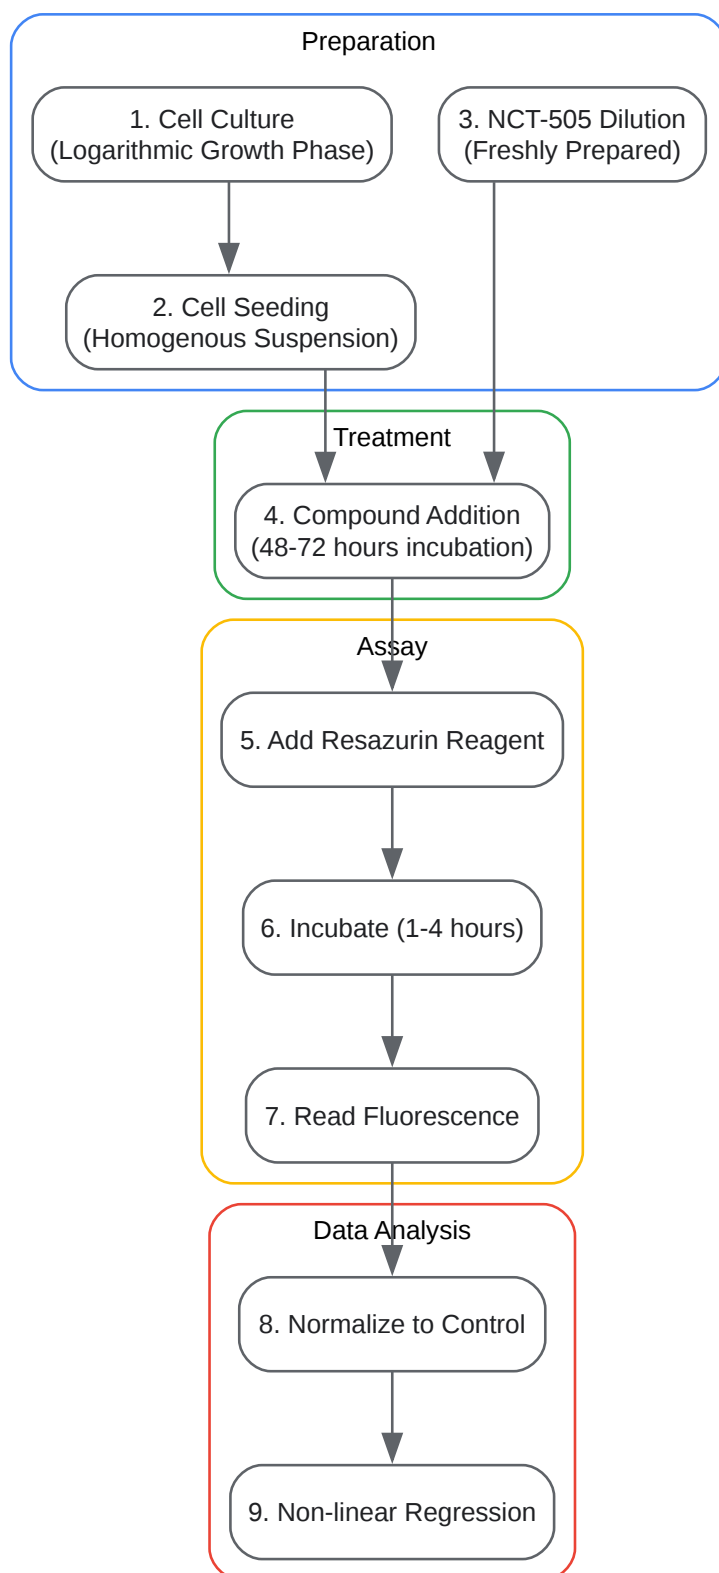 Preparation
1. Cell Culture
(Logarithmic Growth Phase)
3. NCT-505 Dilution
(Freshly Prepared)
2. Cell Seeding
(Homogenous Suspension)
Treatment
4. Compound Addition
(48-72 hours incubation)
Assay
5. Add Resazurin Reagent
6. Incubate (1-4 hours)
7. Read Fluorescence
Data Analysis
8. Normalize to Control
9. Non-linear Regression